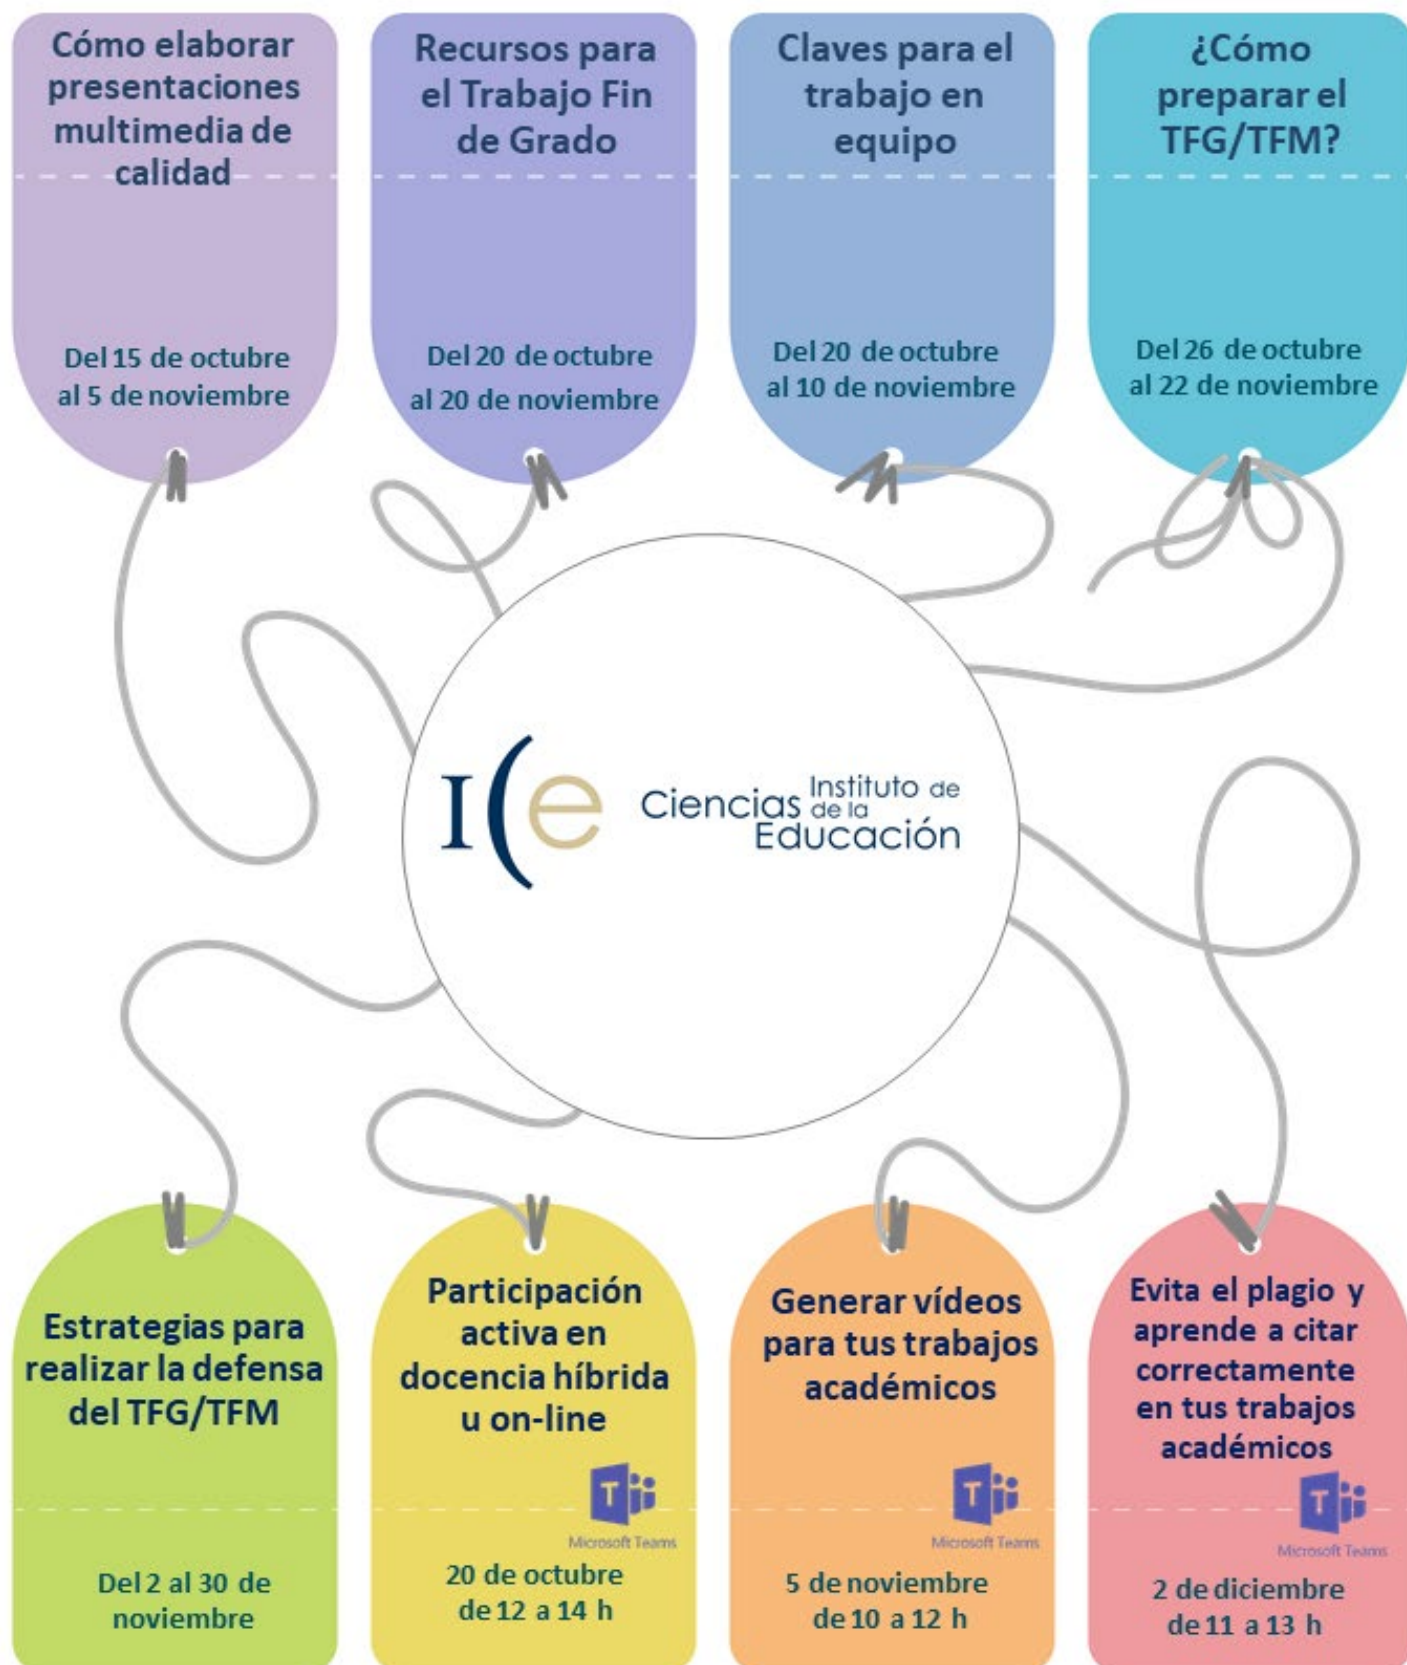 Cómo elaborar
presentaciones
multimedia de
calidad
Del 15 de octubre
al 5 de noviembre
Recursos para
el Trabajo Fin
de Grado
Del 20 de octubre
al 20 de noviembre
Claves para el
trabajo en
equipo
Del 20 de octubre
al 10 de noviembre
¿Cómo
preparar el
TFG/TFM?
Del 26 de octubre
al 22 de noviembre
ICe
Instituto de
Ciencias de la
Educación
Estrategias para
realizar la defensa
del TFG/TFM
Del 2 al 30 de
noviembre
Participación
activa en
docencia híbrida
u on-line
T
Microsoft Teams
20 de octubre
de 12 a 14 h
Generar vídeos
para tus trabajos
académicos
T
Microsoft Teams
5 de noviembre
de 10 a 12 h
Evita el plagio y
aprende a citar
correctamente
en tus trabajos
académicos
T
Microsoft Teams
2 de diciembre
de 11 a 13 h